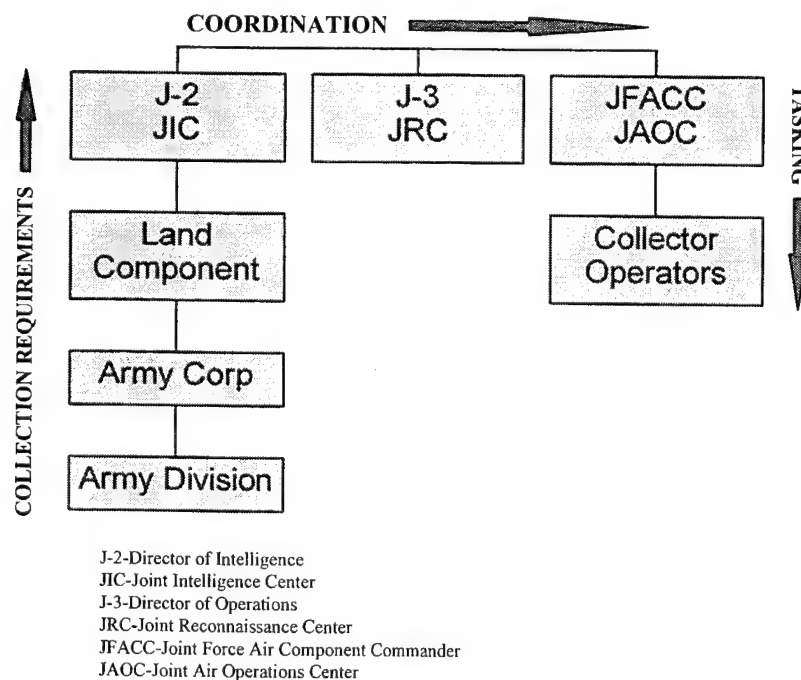 COORDINATION
J-2
JIC
J-3
JRC
JFACC
JAOC
TASKING
COLLECTION REQUIREMENTS
Land
Component
Collector
Operators
Army Corp
Army Division
J-2-Director of Intelligence
JIC-Joint Intelligence Center
J-3-Director of Operations
JRC-Joint Reconnaissance Center
JFACC-Joint Force Air Component Commander
JAOC-Joint Air Operations Center